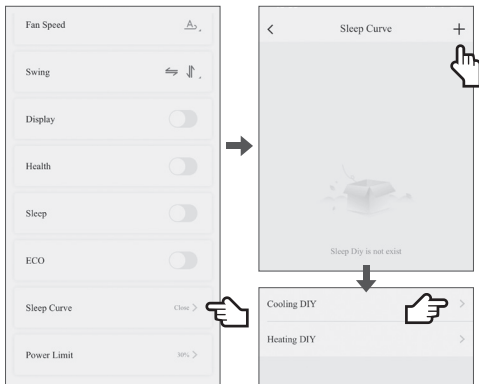 Fan Speed
A
Swing
Display
Health
Sleep
ECO
Sleep Curve Close >
Power Limit 30% >
< Sleep Curve +
Sleep Diy is not exist
Cooling DIY >
Heating DIY >